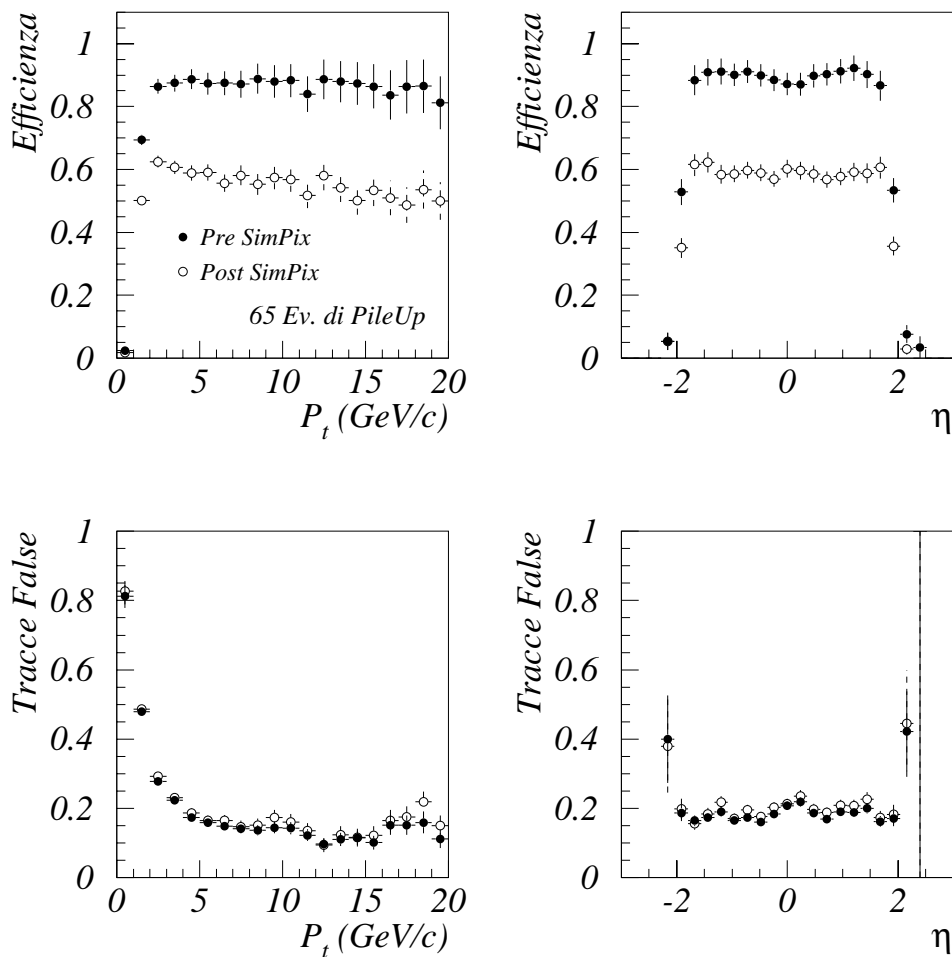 Efficienza
1
0.8
0.6
0.4
0.2
0
Pre SimPix
Post SimPix
65 Ev. di PileUp
0 5 10 15 20
P_t (GeV/c)
Efficienza
1
0.8
0.6
0.4
0.2
0
-2 0 2
η
Tracce False
1
0.8
0.6
0.4
0.2
0
0 5 10 15 20
P_t (GeV/c)
Tracce False
1
0.8
0.6
0.4
0.2
0
-2 0 2
η